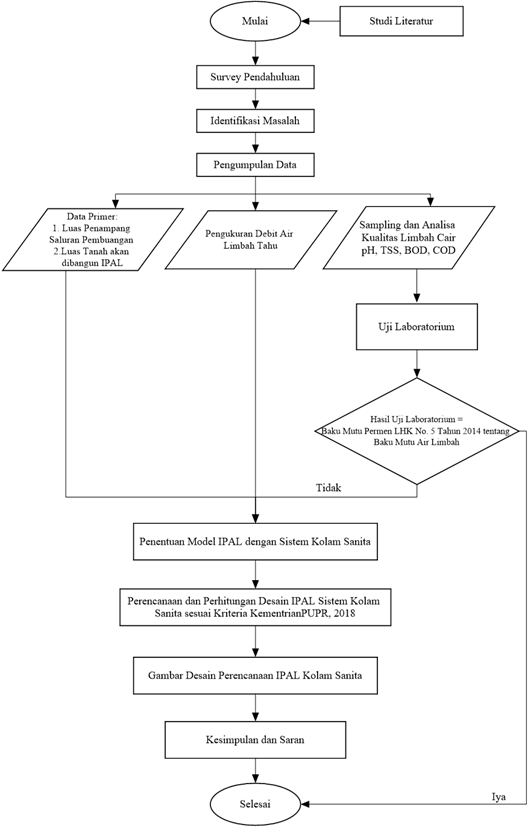 Mulai
Studi Literatur
Survey Pendahuluan
Identifikasi Masalah
Pengumpulan Data
Data Primer:
1. Luas Penampang
Saluran Pembuangan
2.Luas Tanah akan
dibangun IPAL
Pengukuran Debit Air
Limbah Tahu
Sampling dan Analisa
Kualitas Limbah Cair
pH, TSS, BOD, COD
Uji Laboratorium
Hasil Uji Laboratorium =
Baku Mutu Permen LHK No. 5 Tahun 2014 tentang
Baku Mutu Air Limbah
Tidak
Penentuan Model IPAL dengan Sistem Kolam Sanita
Perencanaan dan Perhitungan Desain IPAL Sistem Kolam
Sanita sesuai Kriteria KementrianPUPR, 2018
Gambar Desain Perencanaan IPAL Kolam Sanita
Kesimpulan dan Saran
Iya
Selesai